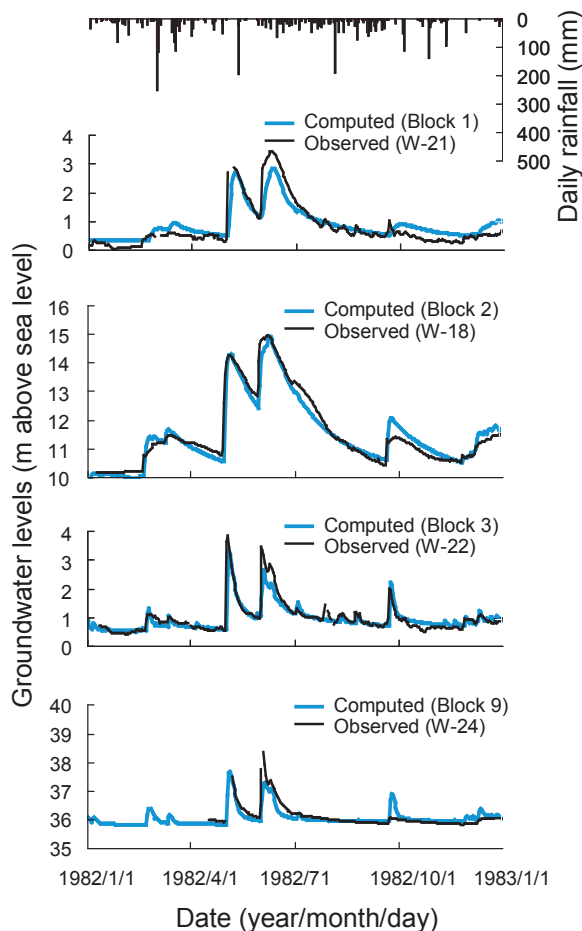 0
100
200
300
400
500
Daily rainfall (mm)
Computed (Block 1)
Observed (W-21)
4
3
2
1
0
Groundwater levels (m above sea level)
Computed (Block 2)
Observed (W-18)
16
15
14
13
12
11
10
Computed (Block 3)
Observed (W-22)
4
3
2
1
0
Computed (Block 9)
Observed (W-24)
40
39
38
37
36
35
1982/1/1 1982/4/1 1982/71 1982/10/1 1983/1/1
Date (year/month/day)